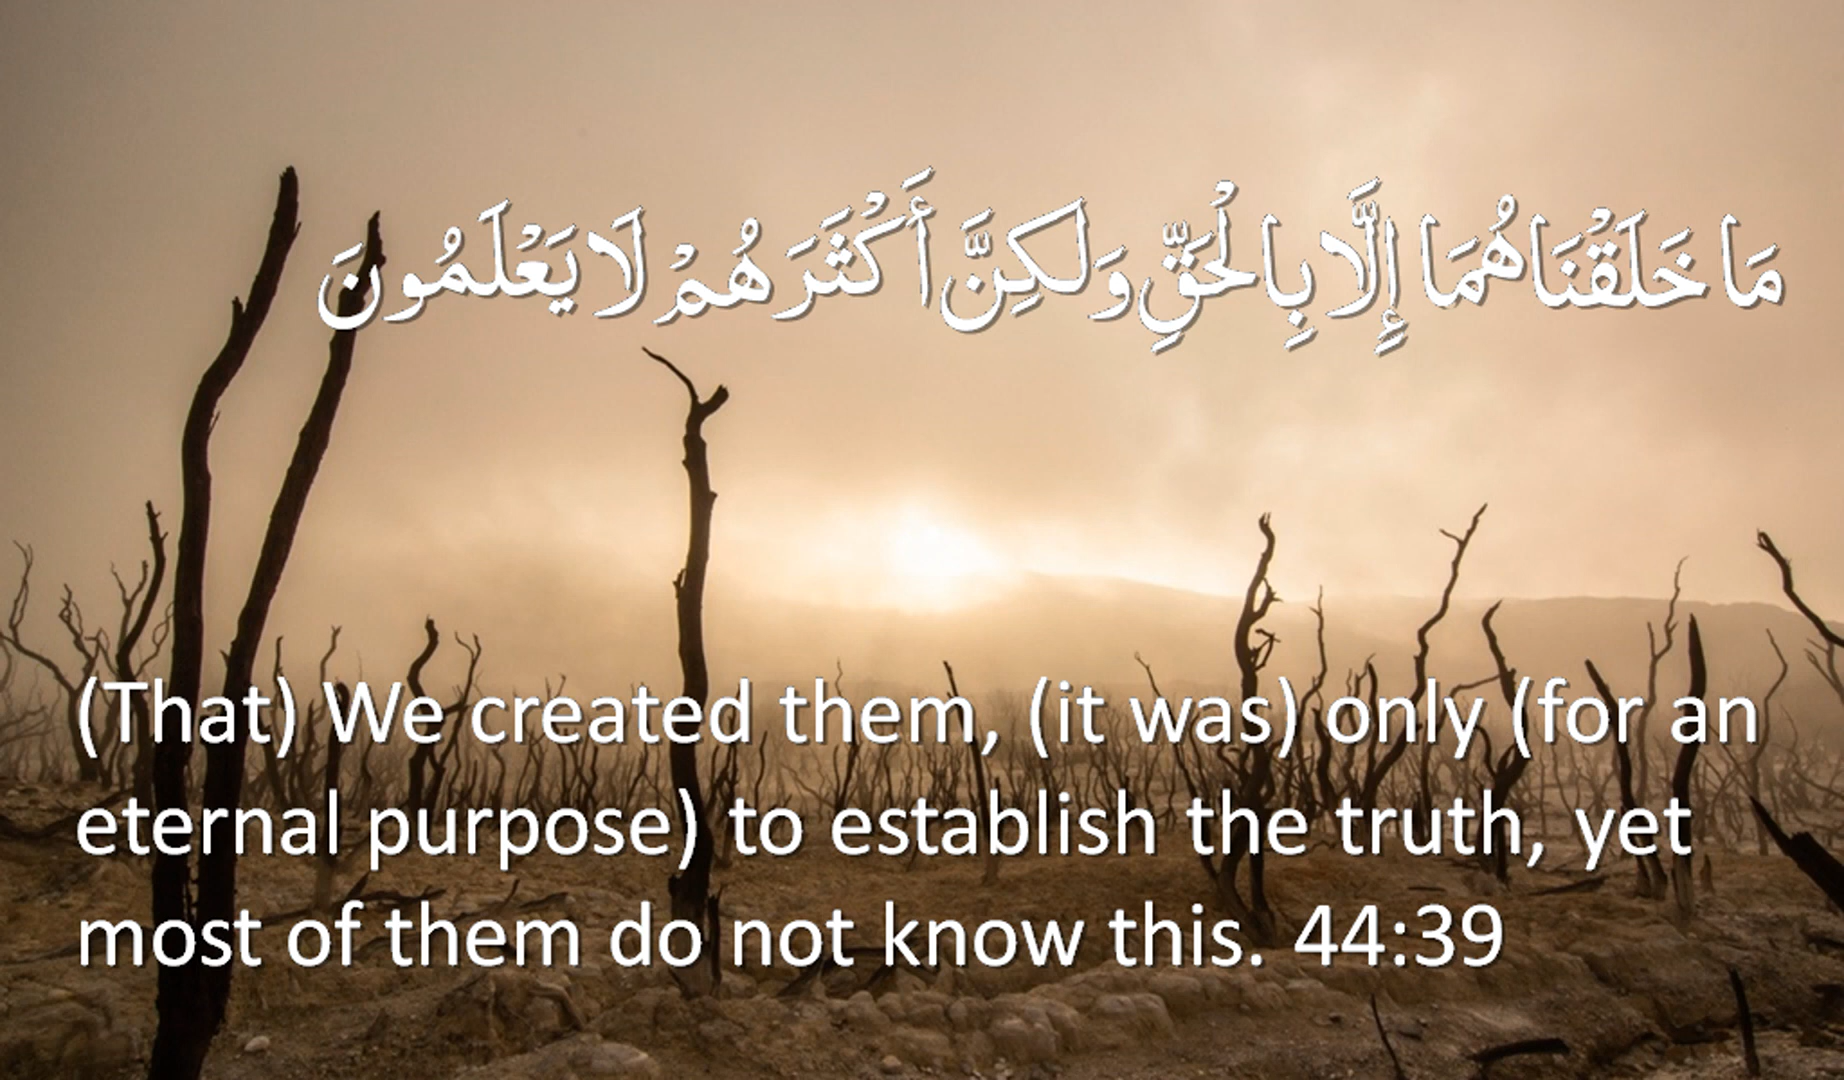 مَا خَلَقْنَاهُمَا إِلَّا بِالْحَقِّ وَلَكِنَّ أَكْثَرَهُمْ لَا يَعْلَمُونَ
(That) We created them, (it was) only (for an
eternal purpose) to establish the truth, yet
most of them do not know this. 44:39